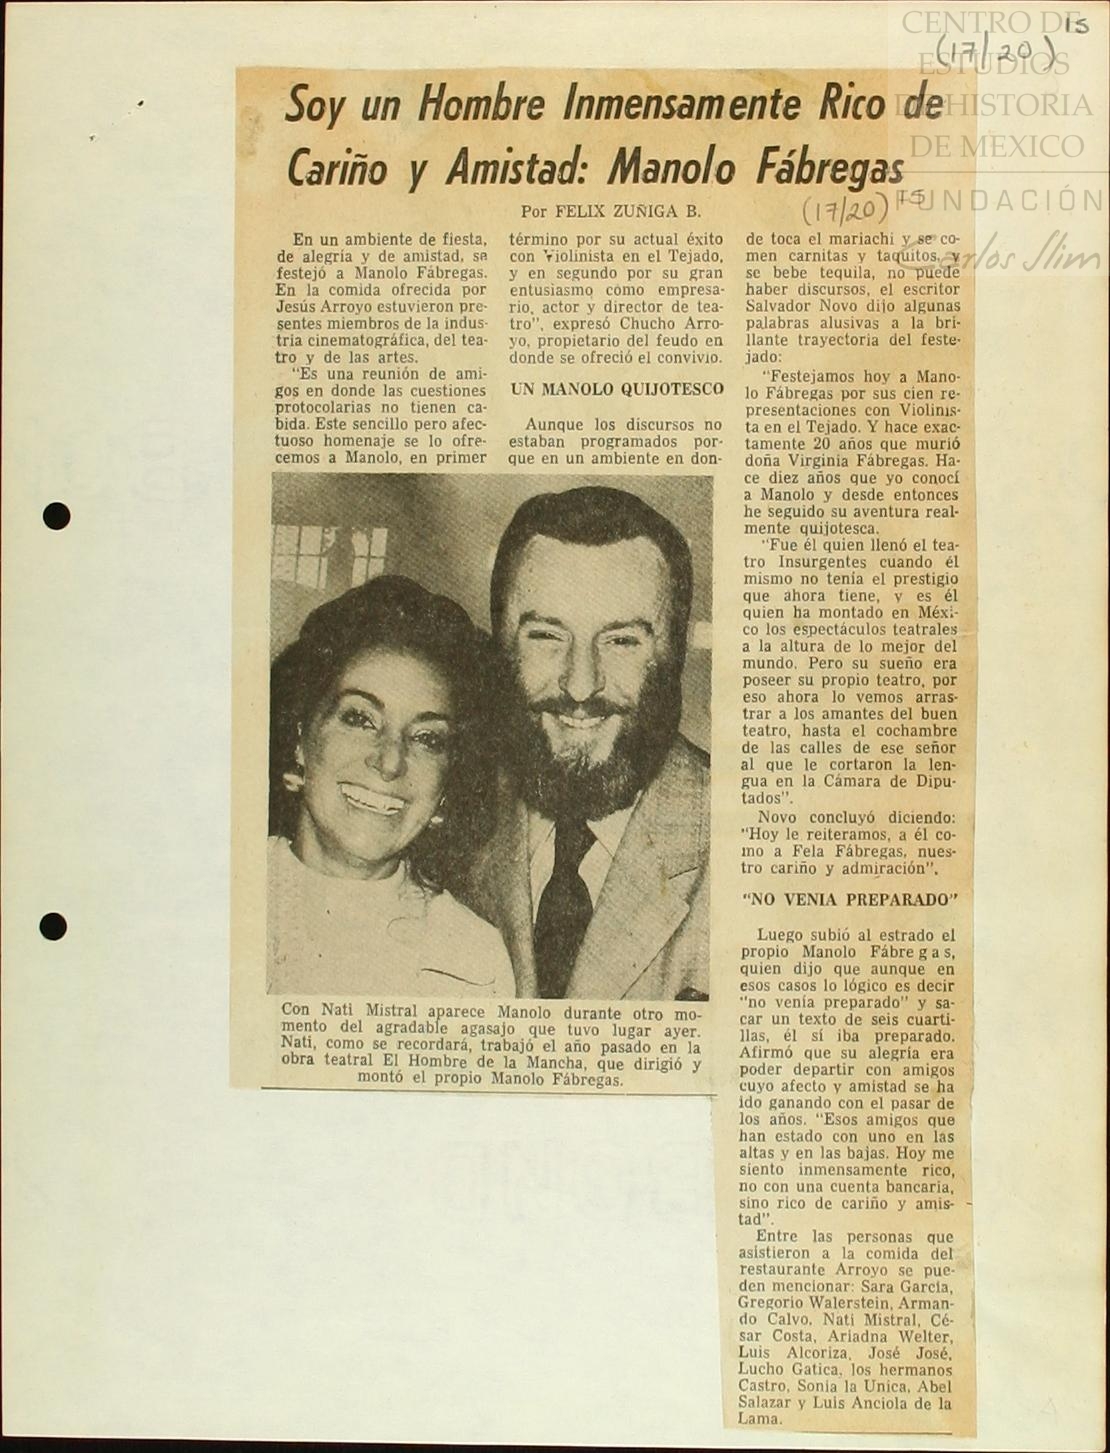 CENTRO DE
ESTUDIOS
DE HISTORIA
DE MEXICO
FUNDACIÓN
Carlos Slim
15
(17/20)
Soy un Hombre Inmensamente Rico de
Cariño y Amistad: Manolo Fábregas
(17/20) 15
Por FELIX ZUÑIGA B.
En un ambiente de fiesta,
de alegría y de amistad, se
festejó a Manolo Fábregas.
En la comida ofrecida por
Jesús Arroyo estuvieron pre-
sentes miembros de la indus-
tria cinematográfica, del tea-
tro y de las artes.
"Es una reunión de ami-
gos en donde las cuestiones
protocolarias no tienen ca-
bida. Este sencillo pero afec-
tuoso homenaje se lo ofre-
cemos a Manolo, en primer
término por su actual éxito
con Violinista en el Tejado,
y en segundo por su gran
entusiasmo como empresa-
rio, actor y director de tea-
tro", expresó Chucho Arro-
yo, propietario del feudo en
donde se ofreció el convivio.
UN MANOLO QUIJOTESCO
Aunque los discursos no
estaban programados por-
que en un ambiente en don-
de toca el mariachi y se co-
men carnitas y taquitos, y
se bebe tequila, no puede
haber discursos, el escritor
Salvador Novo dijo algunas
palabras alusivas a la bri-
llante trayectoria del feste-
jado:
"Festejamos hoy a Mano-
lo Fábregas por sus cien re-
presentaciones con Violinis-
ta en el Tejado. Y hace exac-
tamente 20 años que murió
doña Virginia Fábregas. Ha-
ce diez años que yo conocí
a Manolo y desde entonces
he seguido su aventura real-
mente quijotesca.
"Fue él quien llenó el tea-
tro Insurgentes cuando él
mismo no tenía el prestigio
que ahora tiene, y es él
quien ha montado en Méxi-
co los espectáculos teatrales
a la altura de lo mejor del
mundo. Pero su sueño era
poseer su propio teatro, por
eso ahora lo vemos arras-
trar a los amantes del buen
teatro, hasta el cochambre
de las calles de ese señor
al que le cortaron la len-
gua en la Cámara de Dipu-
tados".
Novo concluyó diciendo:
"Hoy le reiteramos, a él co-
mo a Fela Fábregas, nues-
tro cariño y admiración".
"NO VENIA PREPARADO"
Luego subió al estrado el
propio Manolo Fábregas,
quien dijo que aunque en
esos casos lo lógico es decir
"no venía preparado" y sa-
car un texto de seis cuarti-
llas, él sí iba preparado.
Afirmó que su alegría era
poder departir con amigos
cuyo afecto y amistad se ha
ido ganando con el pasar de
los años. "Esos amigos que
han estado con uno en las
altas y en las bajas. Hoy me
siento inmensamente rico,
no con una cuenta bancaria,
sino rico de cariño y amis-
tad".
Entre las personas que
asistieron a la comida del
restaurante Arroyo se pue-
den mencionar: Sara García,
Gregorio Walerstein, Arman-
do Calvo, Nati Mistral, Cé-
sar Costa, Ariadna Welter,
Luis Alcoriza, José José,
Lucho Gatica, los hermanos
Castro, Sonia la Unica, Abel
Salazar y Luis Anciola de la
Lama.
Con Nati Mistral aparece Manolo durante otro mo-
mento del agradable agasajo que tuvo lugar ayer.
Nati, como se recordará, trabajó el año pasado en la
obra teatral El Hombre de la Mancha, que dirigió y
montó el propio Manolo Fábregas.